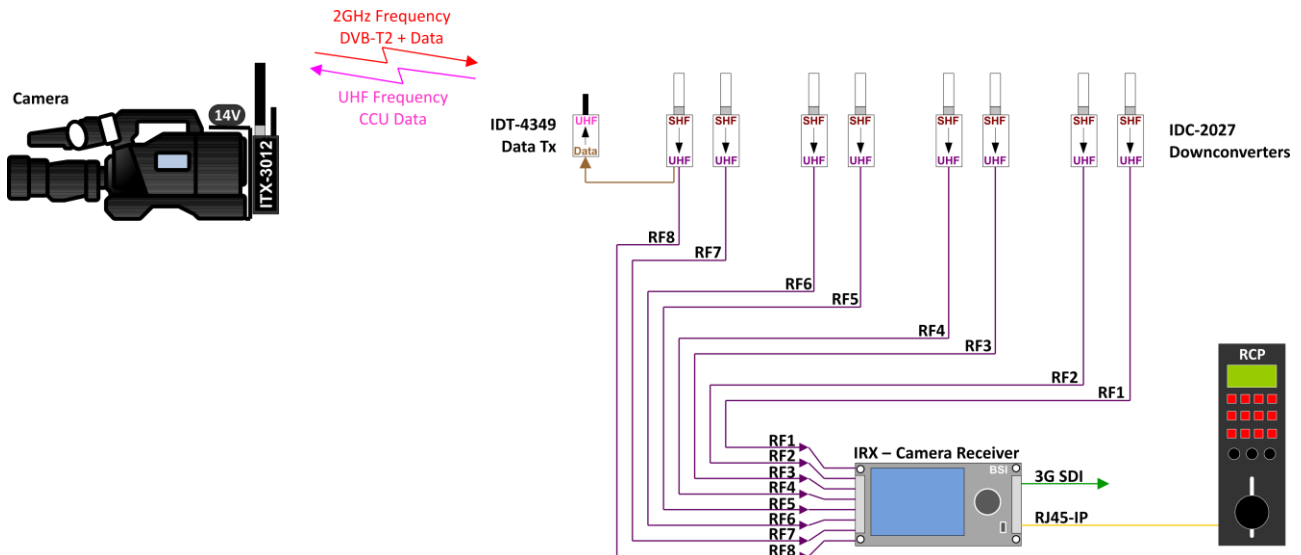 2GHz Frequency
DVB-T2 + Data
UHF Frequency
CCU Data
Camera
14V
ITX-3012
IDT-4349
Data Tx
UHF
Data
SHF
UHF
SHF
UHF
SHF
UHF
SHF
UHF
SHF
UHF
SHF
UHF
SHF
UHF
SHF
UHF
IDC-2027
Downconverters
RF8
RF7
RF6
RF5
RF4
RF3
RF2
RF1
RCP
RF1
RF2
RF3
RF4
RF5
RF6
RF7
RF8
IRX – Camera Receiver
BSI
3G SDI
RJ45-IP